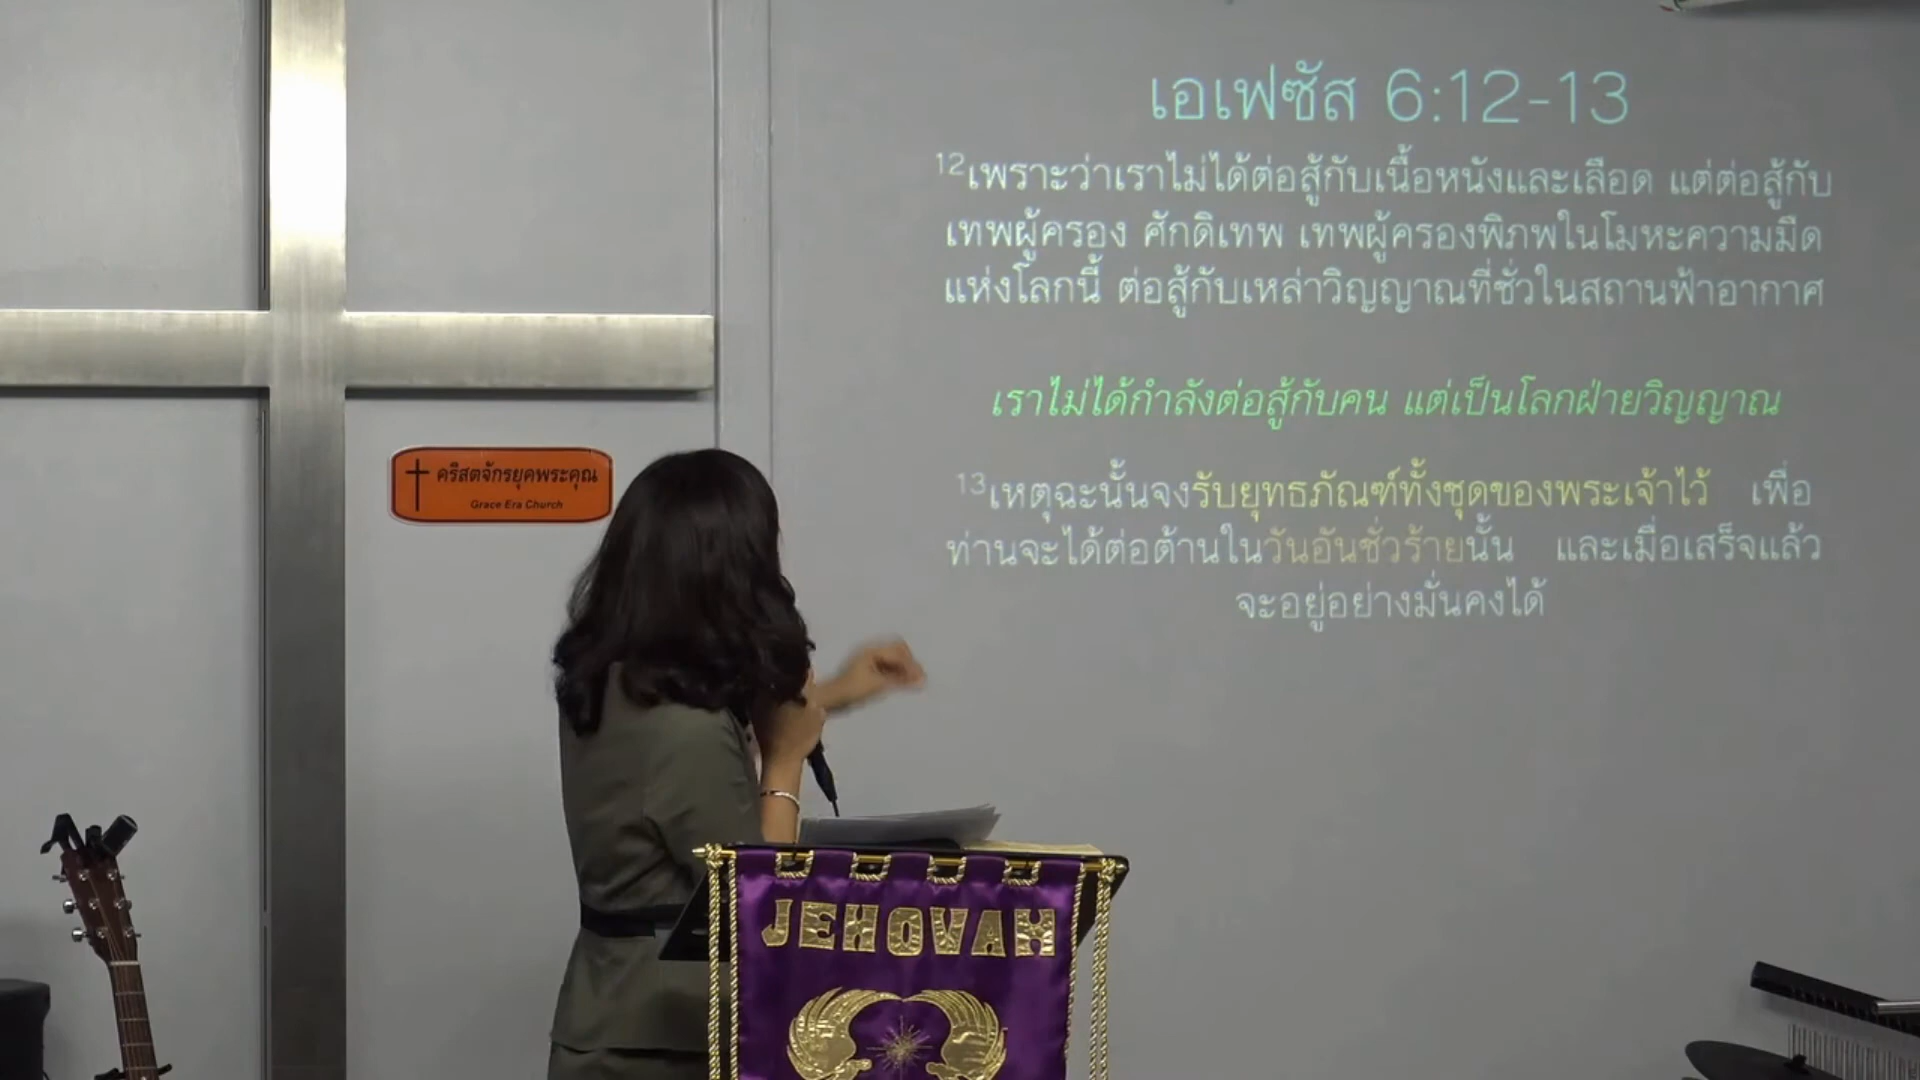 เอเฟซัส 6:12-13
12เพราะว่าเราไม่ได้ต่อสู้กับเนื้อหนังและเลือด แต่ต่อสู้กับ
เทพผู้ครอง ศักดิเทพ เทพผู้ครองพิภพในโมหะความมืด
แห่งโลกนี้ ต่อสู้กับเหล่าวิญญาณที่ชั่วในสถานฟ้าอากาศ
เราไม่ได้กำลังต่อสู้กับคน แต่เป็นโลกฝ่ายวิญญาณ
13เหตุฉะนั้นจงรับยุทธภัณฑ์ทั้งชุดของพระเจ้าไว้ เพื่อ
ท่านจะได้ต่อต้านในวันอันชั่วร้ายนั้น และเมื่อเสร็จแล้ว
จะอยู่อย่างมั่นคงได้
คริสตจักรยุคพระคุณ
Grace Era Church
JEHOVAH